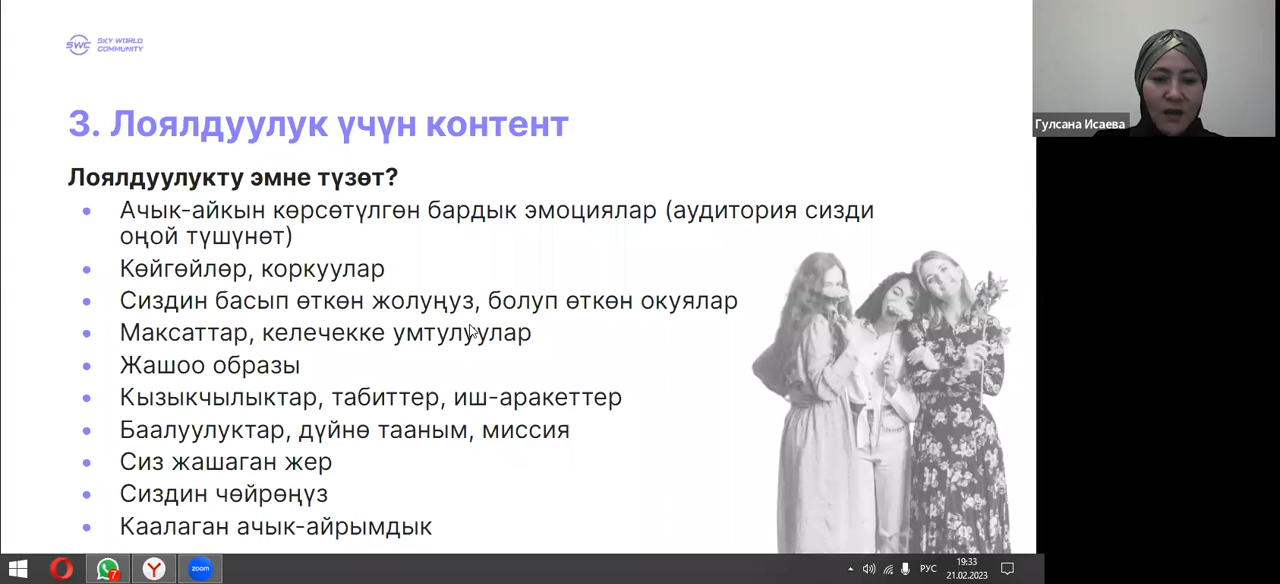 SWC SKY WORLD
COMMUNITY
Гулсана Исаева
3. Лоялдуулук үчүн контент
Лоялдуулукту эмне түзөт?
Ачык-айкын көрсөтүлгөн бардык эмоциялар (аудитория сизди
оңой түшүнөт)
Көйгөйлөр, коркуулар
Сиздин басып өткөн жолуңуз, болуп өткөн окуялар
Максаттар, келечекке умтулуулар
Жашоо образы
Кызыкчылыктар, табиттер, иш-аракеттер
Баалуулуктар, дүйнө тааным, миссия
Сиз жашаган жер
Сиздин чөйрөңүз
Каалаган ачык-айрымдык
7
zoom
РУС
19:33
21.02.2023